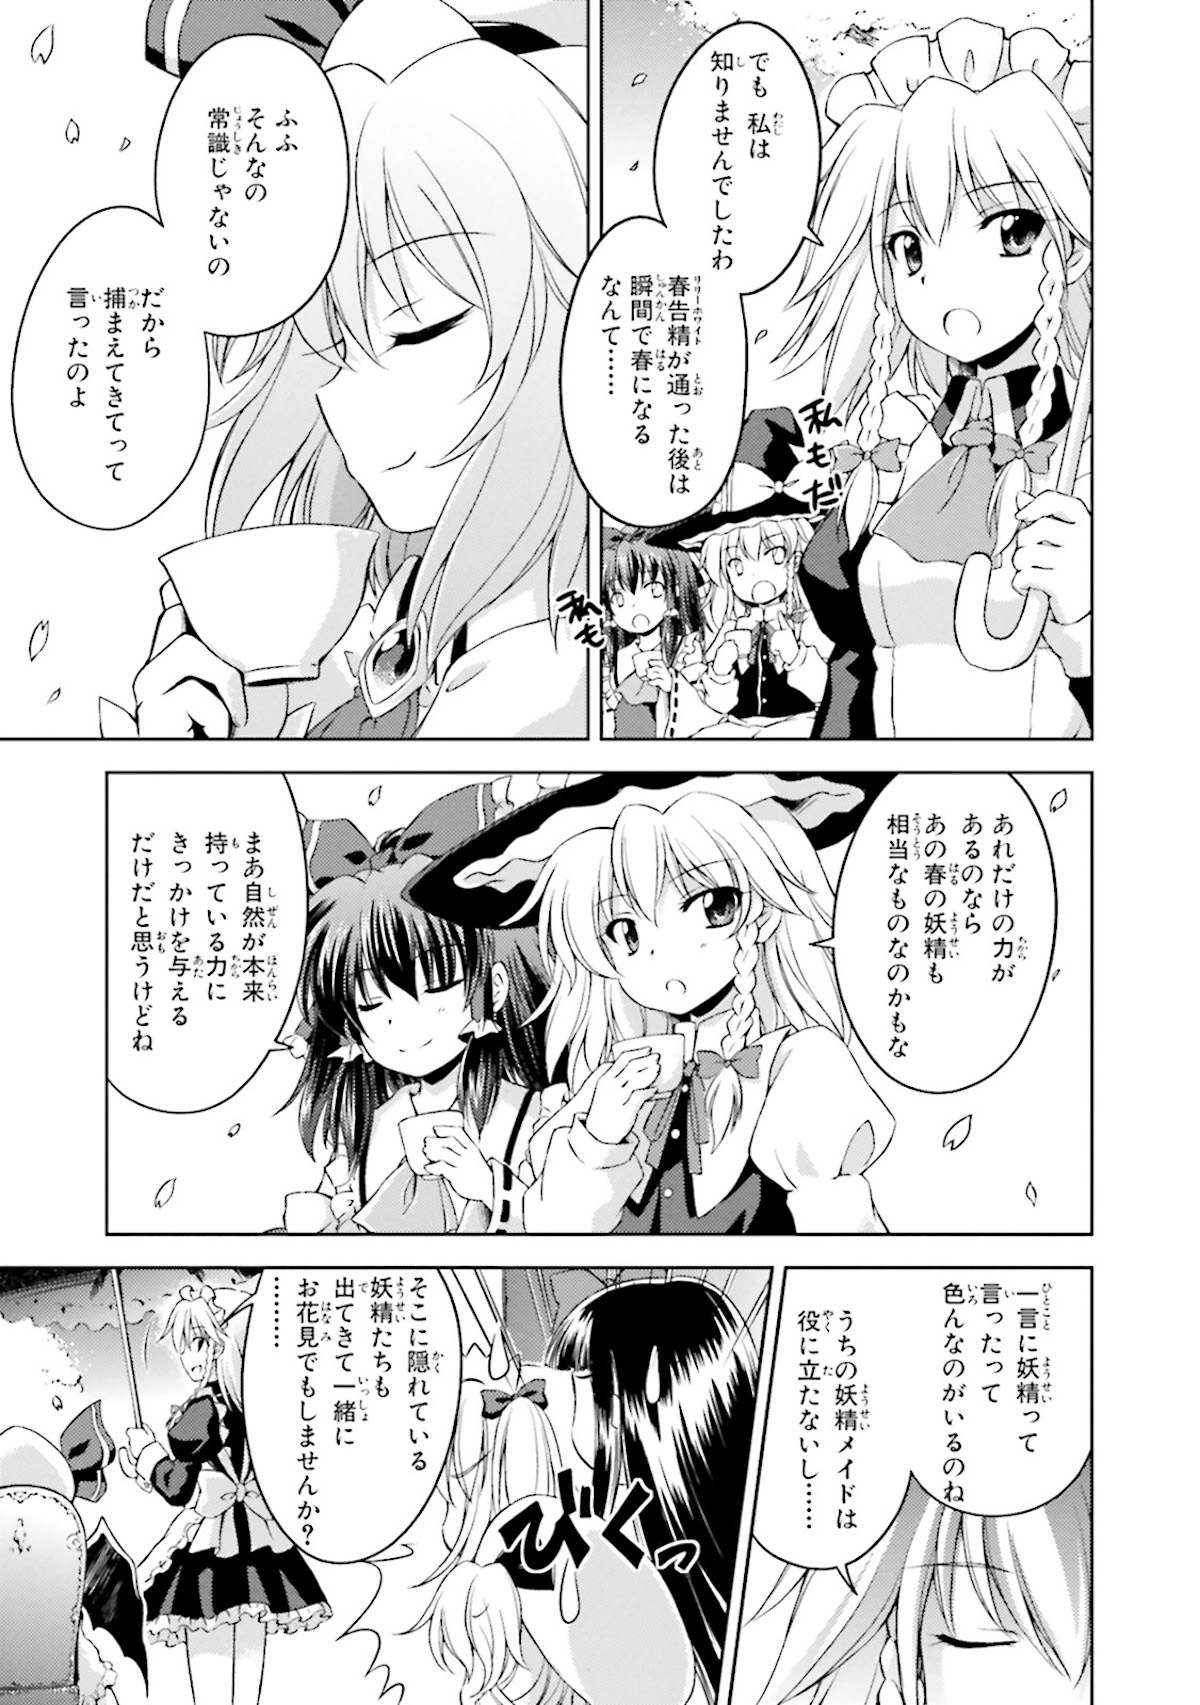 でも 私は
知りませんでしたわ
春告精が通った後は
瞬間で春になる
なんて……
私もだ
私も
ふふ
そんなの
常識じゃないの
だから
捕まえてきてって
言ったのよ
あれだけの力が
あるのなら
あの春の妖精も
相当なものなのかもな
まあ自然が本来
持っている力に
きっかけを与える
だけだと思うけどね
一言に妖精って
言ったって
色んなのがいるのね
うちの妖精メイドは
役に立たないし……
そこに隠れている
妖精たちも
出てきて一緒に
お花見でもしませんか?
………
びくっ